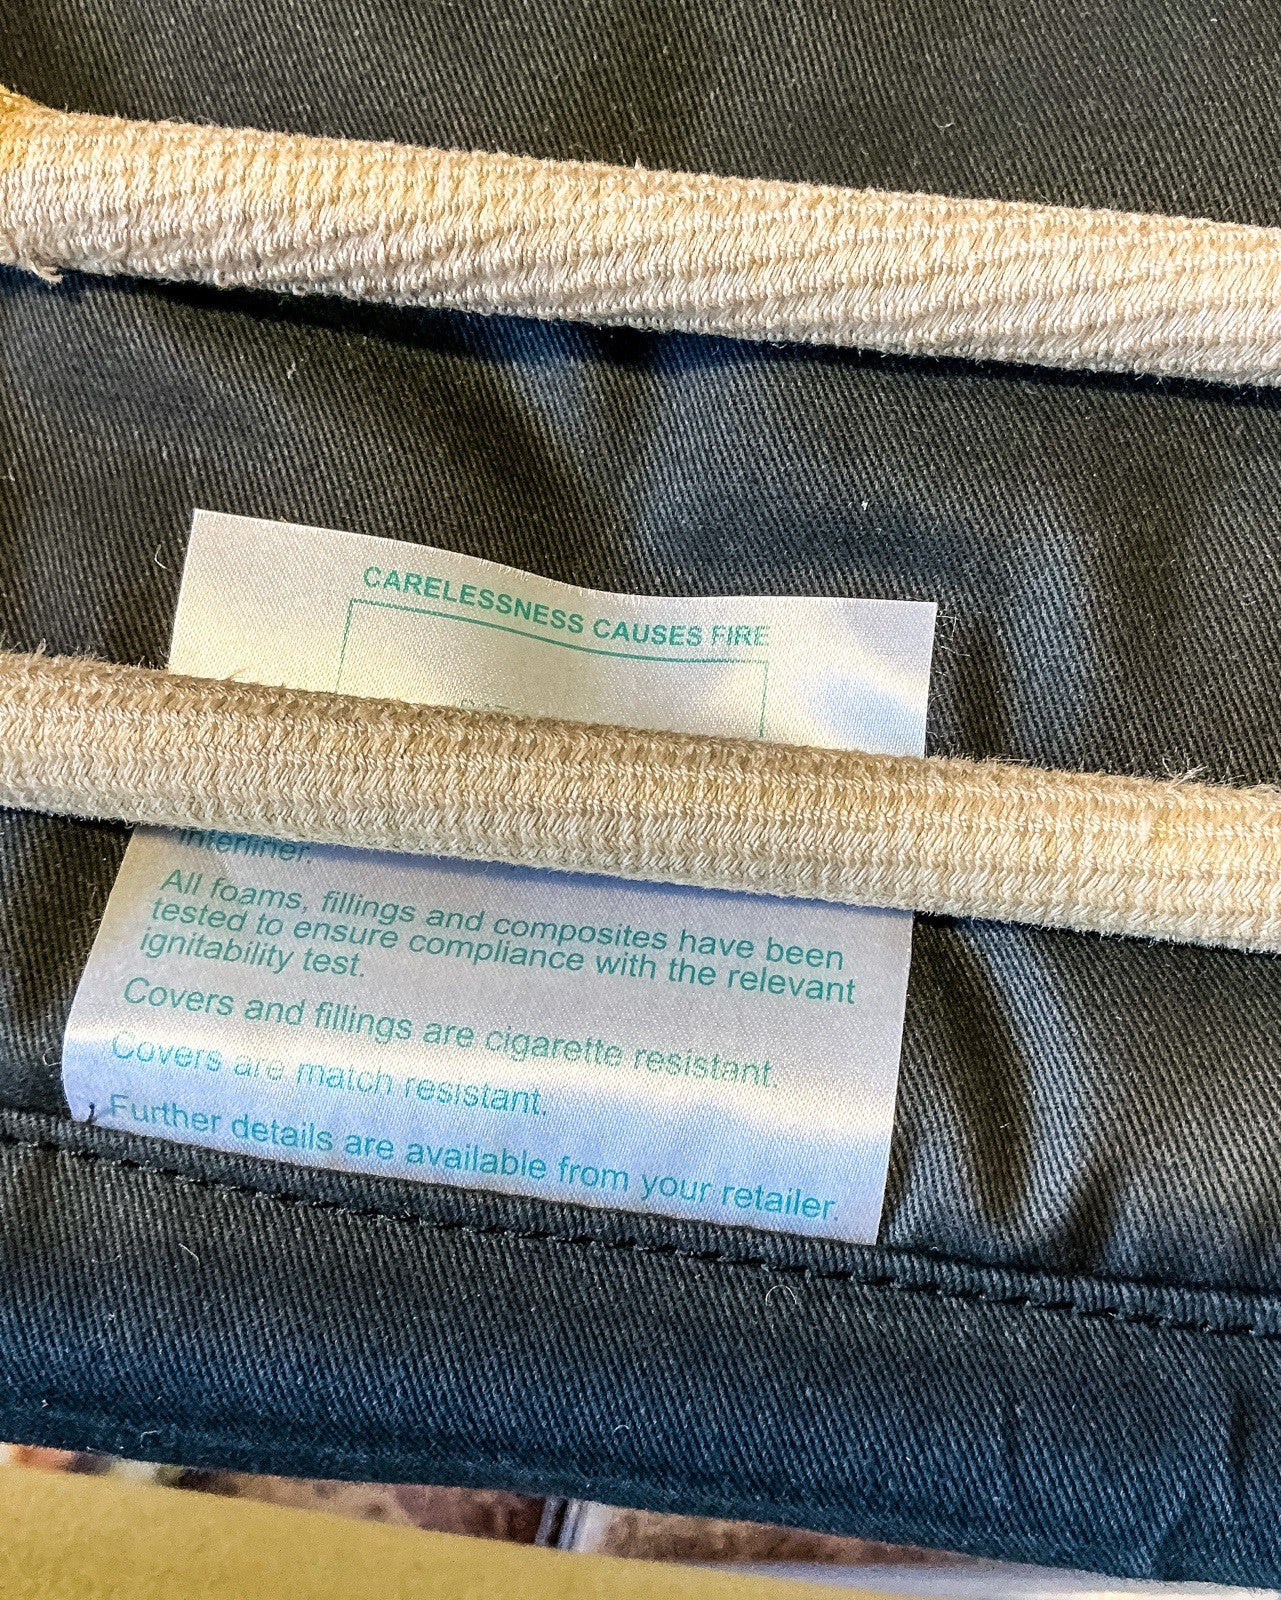 CARELESSNESS CAUSES FIRE
interliner.
All foams, fillings and composites have been
tested to ensure compliance with the relevant
ignitability test.
Covers and fillings are cigarette resistant.
Covers are match resistant.
Further details are available from your retailer.